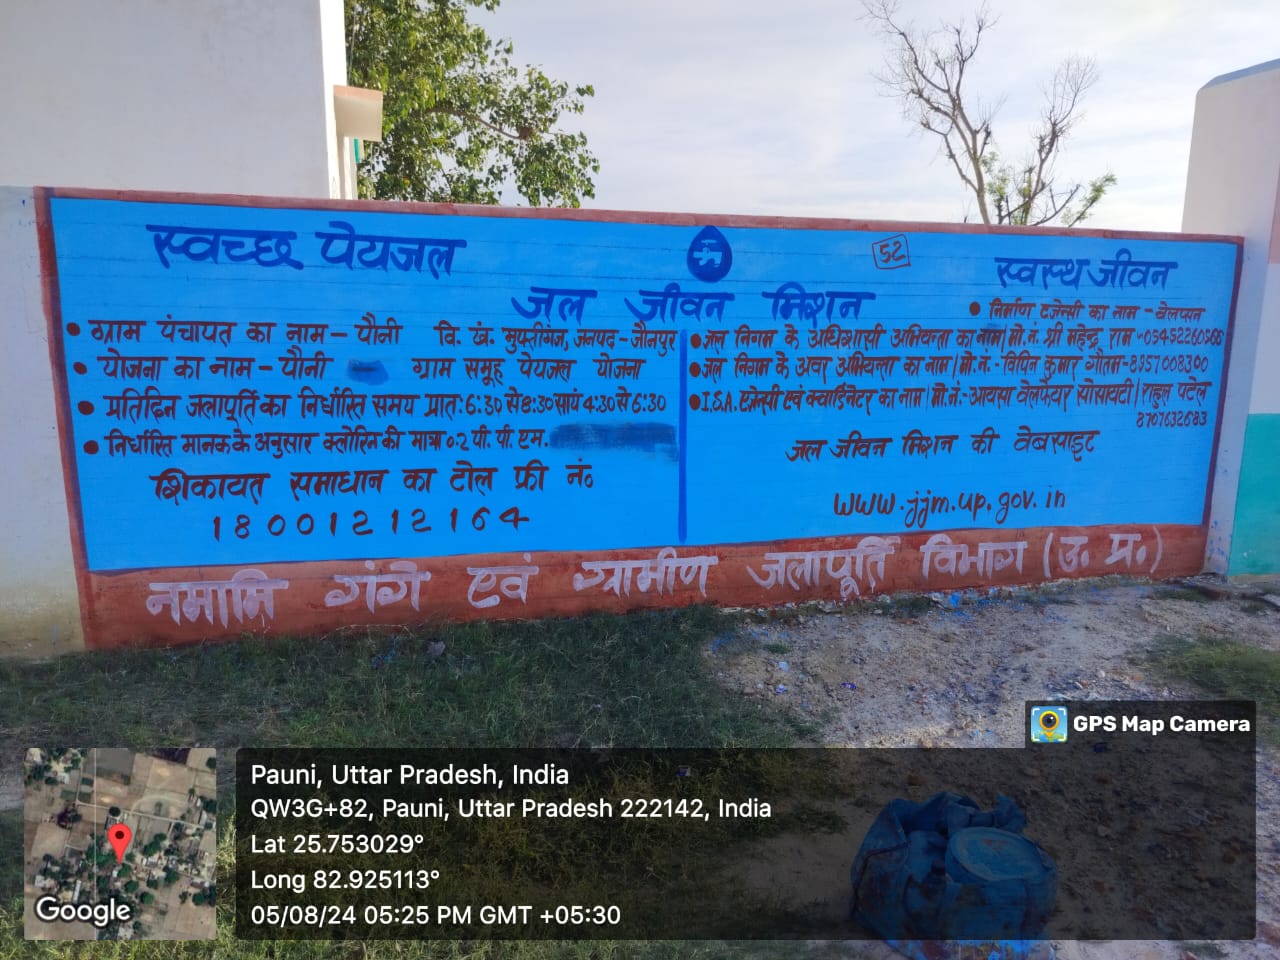 स्वच्छ पेयजल
52
स्वस्थ जीवन
जल जीवन मिशन
• ग्राम पंचायत का नाम - पौनी वि. खं. मुफ्तीगंज, जनपद - जौनपुर
• योजना का नाम - पौनी ग्राम समूह पेयजल योजना
• प्रतिदिन जलापूर्ति का निर्धारित समय प्रात: 6:30 से 8:30 सायं 4:30 से 6:30
• निर्धारित मानक के अनुसार क्लोरिन की मात्रा 0.2 पी. पी. एम.
शिकायत समाधान का टोल फ्री नं०
18001212164
• निर्माण एजेन्सी का नाम - वेलप्सन
• जल निगम के अधिशासी अभियन्ता का नाम / मो. नं. श्री महेन्द्र राम - 05452260566
• जल निगम के अवर अभियन्ता का नाम / मो. नं. :- विपिन कुमार गौतम - 8957008300
• I.S.A. एजेन्सी एवं क्वार्डिनेटर का नाम / मो. नं. :- आयसा वेलफेयर सोसायटी / राहुल पटेल
8707632683
जल जीवन मिशन की वेबसाइट
www.jjm.up.gov.in
नमामि गंगे एवं ग्रामीण जलापूर्ति विभाग (उ. प्र.)
GPS Map Camera
Pauni, Uttar Pradesh, India
QW3G+82, Pauni, Uttar Pradesh 222142, India
Lat 25.753029°
Long 82.925113°
05/08/24 05:25 PM GMT +05:30
Google